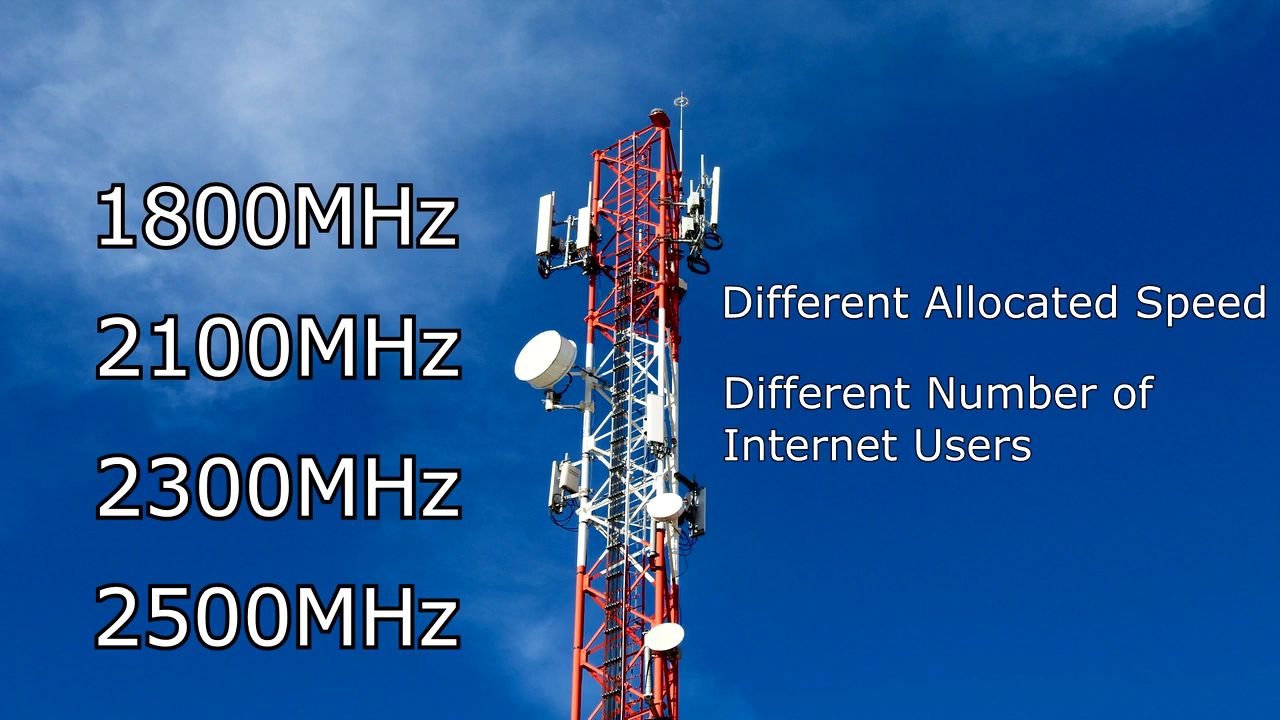 1800MHz
2100MHz
2300MHz
2500MHz
Different Allocated Speed
Different Number of
Internet Users